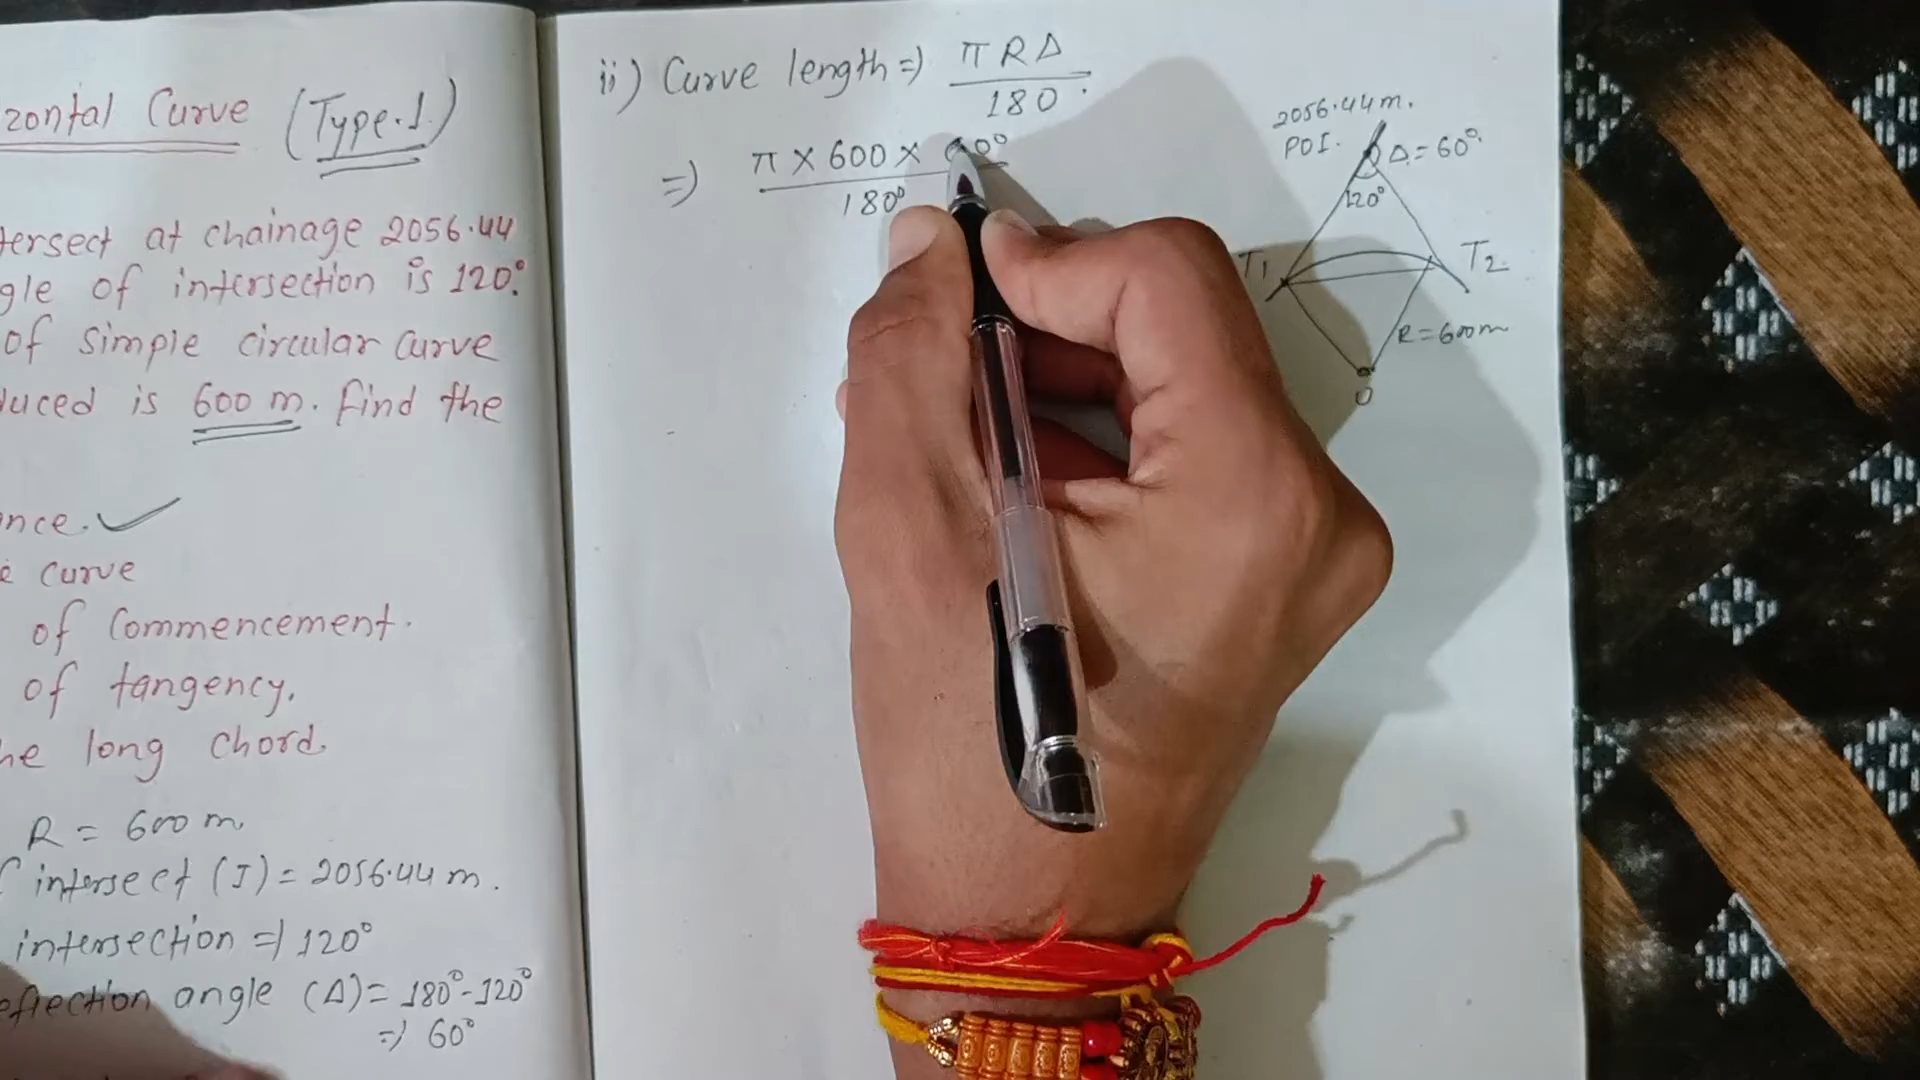 zontal Curve (Type.1)
tersect at chainage 2056.44
gle of intersection is 120°.
of simple circular curve
duced is 600 m. find the
nce. ✓
e curve
of commencement.
of tangency.
he long chord.
R = 600 m
intersect (I) = 2056.44 m.
intersection => 120°
eflection angle (Δ) = 180° - 120°
=> 60°
ii) Curve length => πRΔ / 180.
=> π × 600 × 60° / 180°
2056.44 m.
POI. Δ = 60°.
120°
T1 T2
R = 600m
O